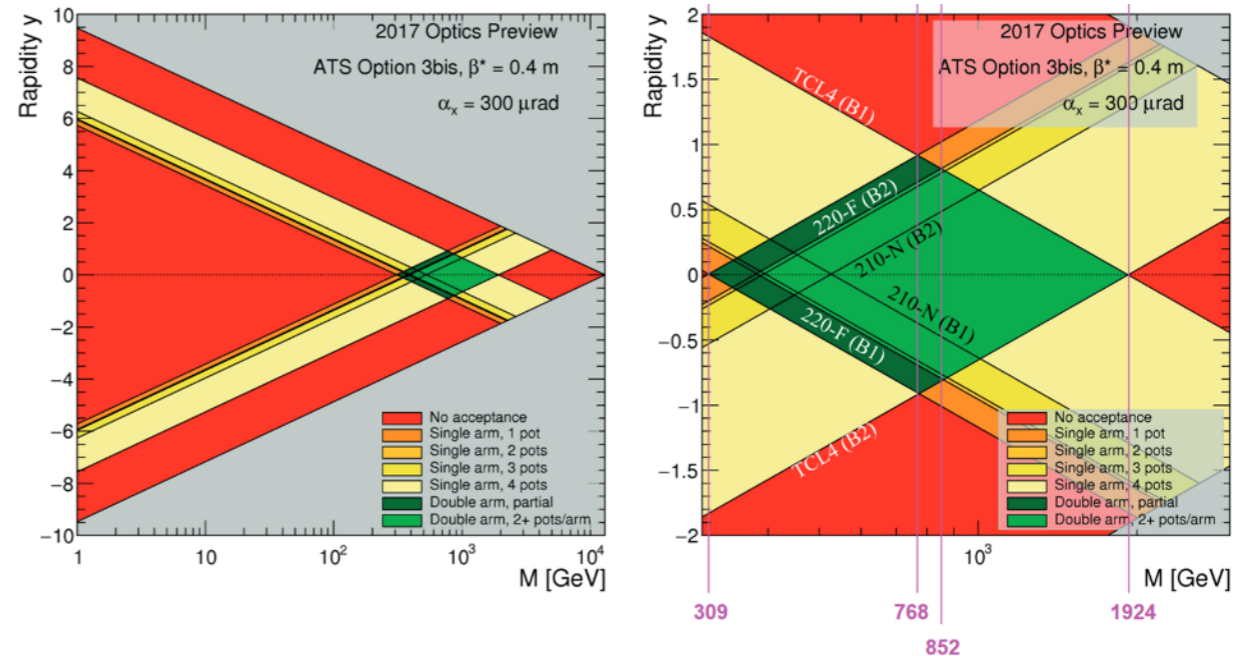 Rapidity y
10
8
6
4
2
0
−2
−4
−6
−8
−10
2017 Optics Preview
ATS Option 3bis, β* = 0.4 m
αx = 300 μrad
No acceptance
Single arm, 1 pot
Single arm, 2 pots
Single arm, 3 pots
Single arm, 4 pots
Double arm, partial
Double arm, 2+ pots/arm
1
10
10²
10³
10⁴
M [GeV]
Rapidity y
2
1.5
1
0.5
0
−0.5
−1
−1.5
−2
2017 Optics Preview
ATS Option 3bis, β* = 0.4 m
αx = 300 μrad
TCL4 (B1)
220-F (B2)
210-N (B2)
210-N (B1)
220-F (B1)
TCL4 (B2)
No acceptance
Single arm, 1 pot
Single arm, 2 pots
Single arm, 3 pots
Single arm, 4 pots
Double arm, partial
Double arm, 2+ pots/arm
10³
M [GeV]
309
768
1924
852